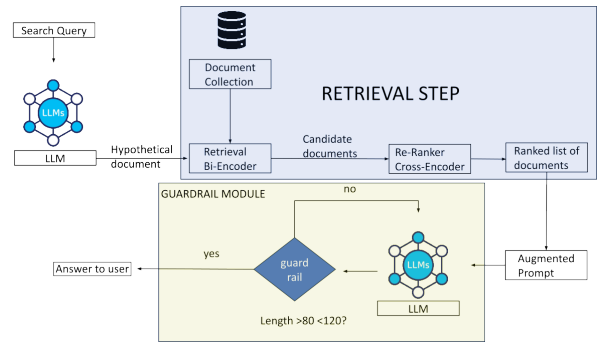 Search Query
LLMs
LLM
Hypothetical
document
Document
Collection
RETRIEVAL STEP
Retrieval
Bi-Encoder
Candidate
documents
Re-Ranker
Cross-Encoder
Ranked list of
documents
GUARDRAIL MODULE
no
yes
Answer to user
guard
rail
LLMs
LLM
Length >80 <120?
Augmented
Prompt